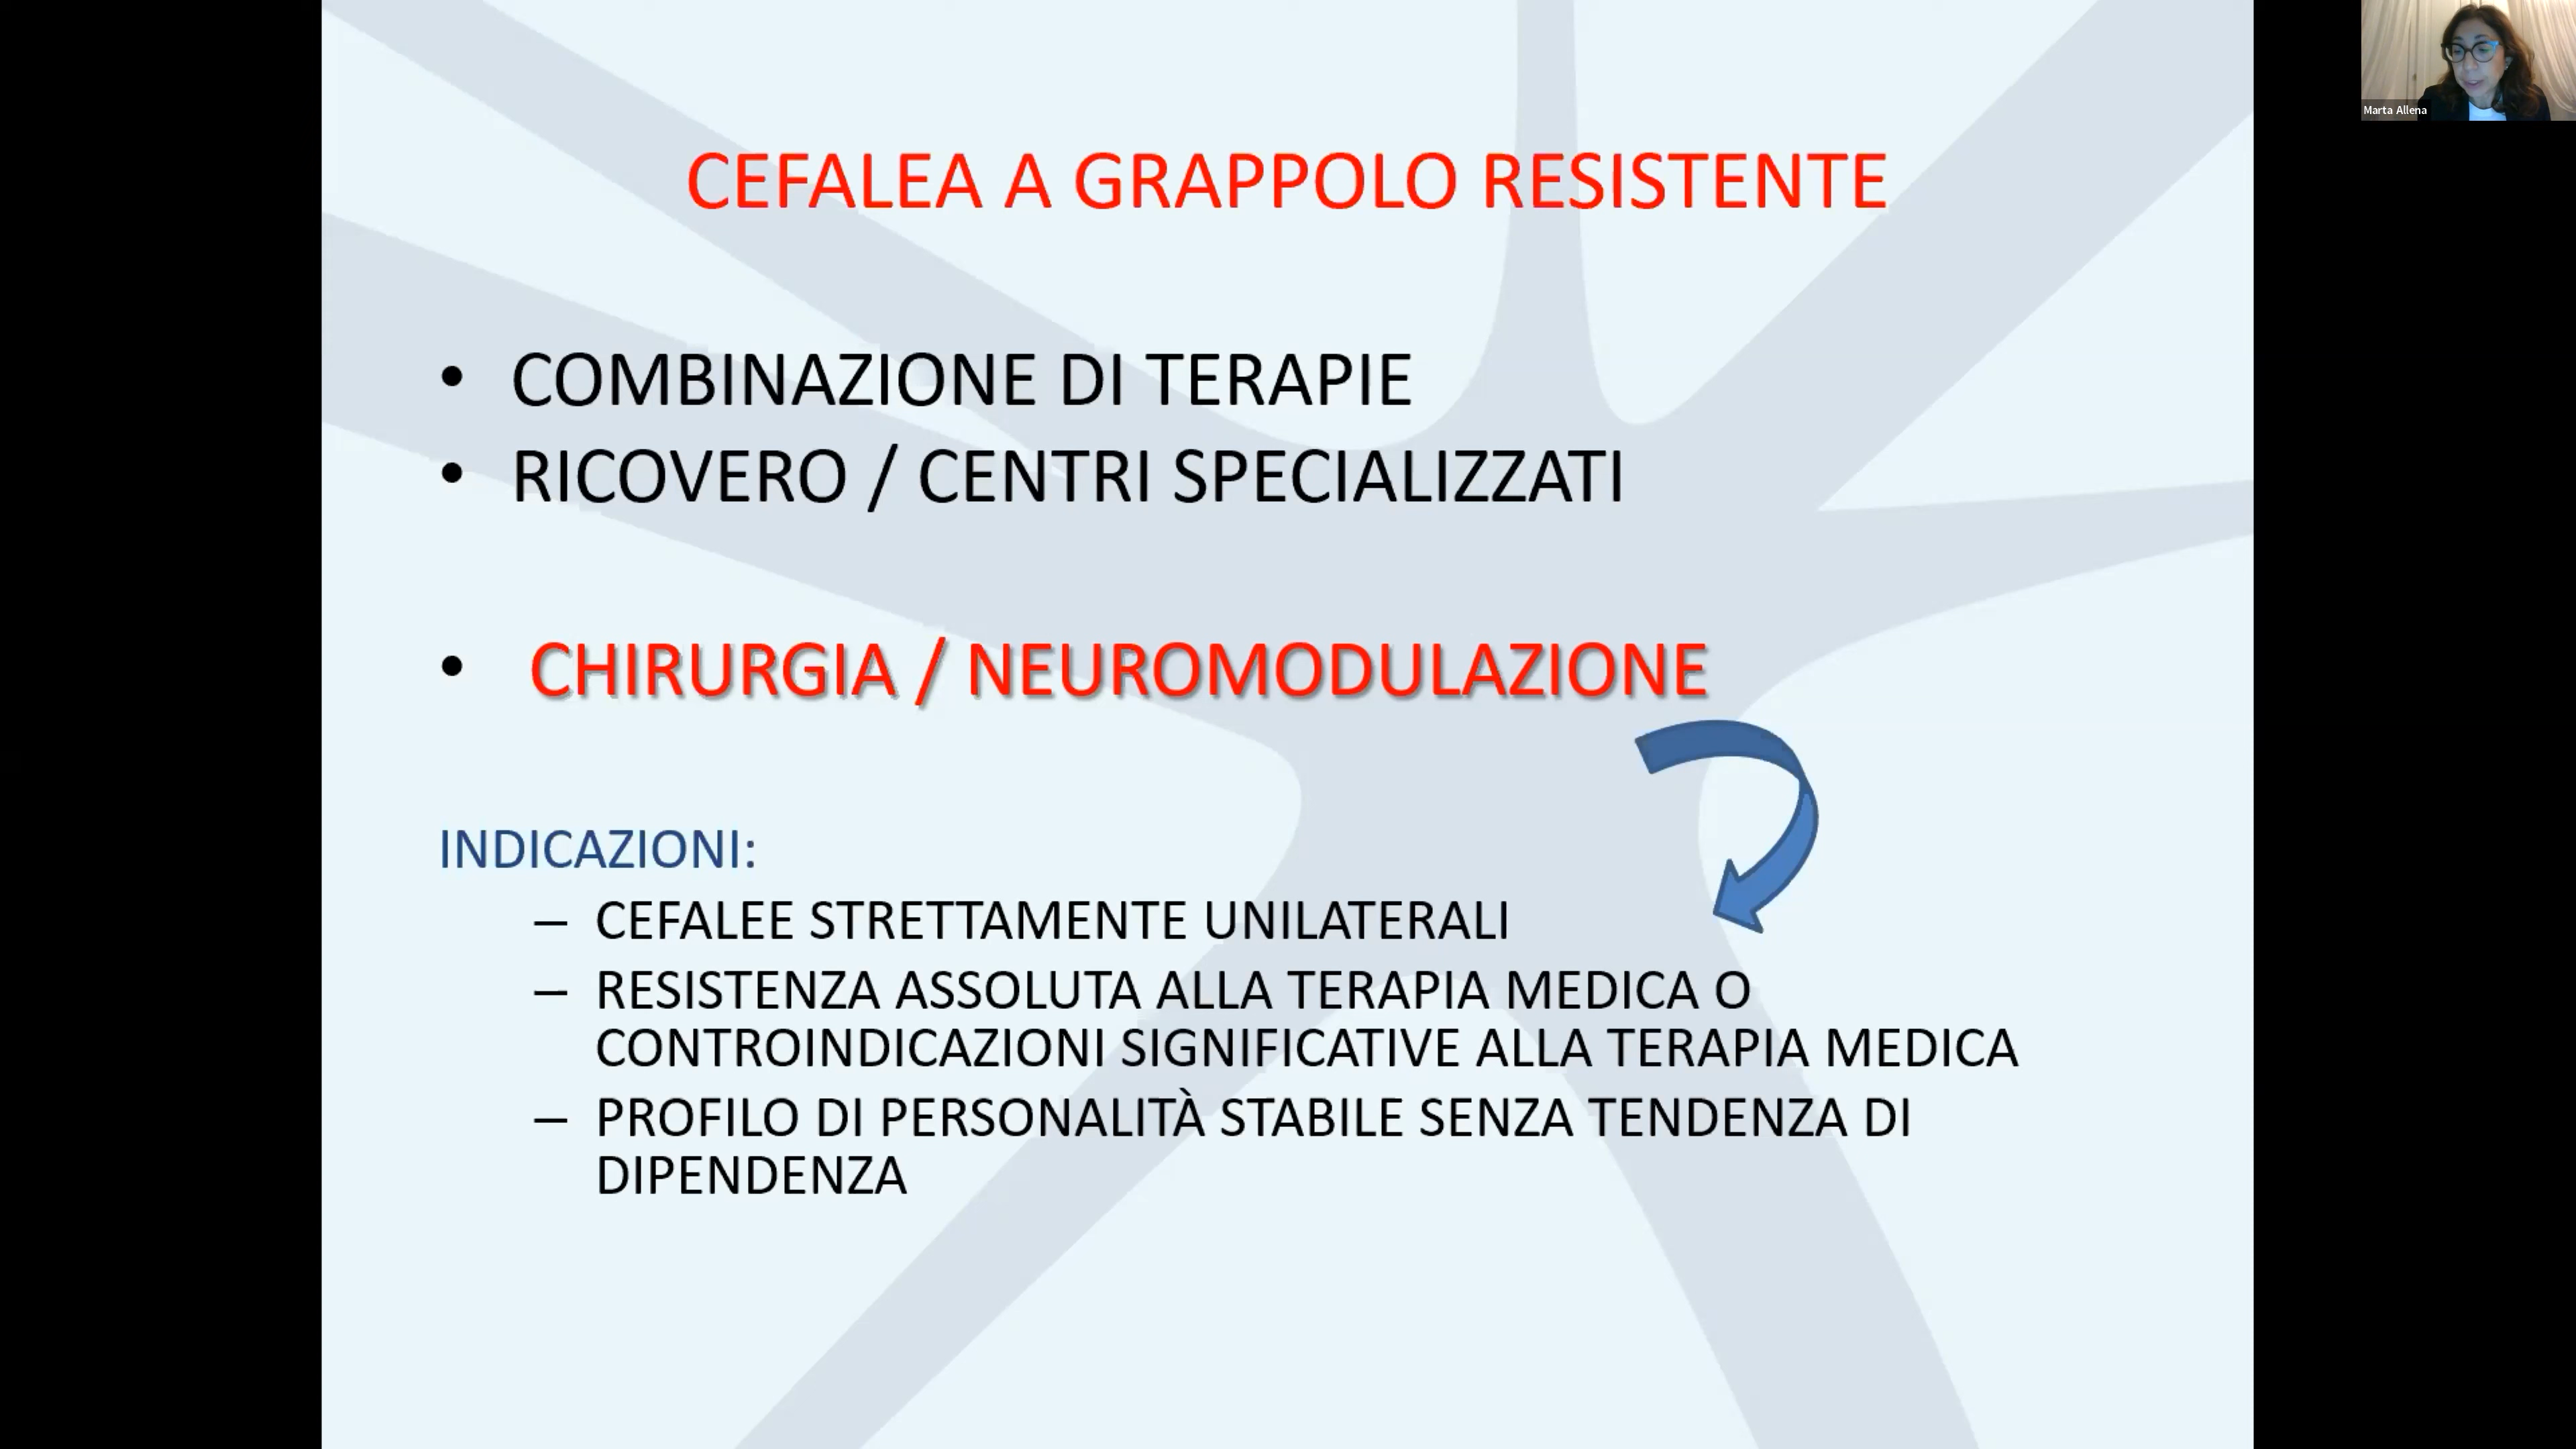 Marta Allena
CEFALEA A GRAPPOLO RESISTENTE
• COMBINAZIONE DI TERAPIE
• RICOVERO / CENTRI SPECIALIZZATI
• CHIRURGIA / NEUROMODULAZIONE
INDICAZIONI:
– CEFALEE STRETTAMENTE UNILATERALI
– RESISTENZA ASSOLUTA ALLA TERAPIA MEDICA O
CONTROINDICAZIONI SIGNIFICATIVE ALLA TERAPIA MEDICA
– PROFILO DI PERSONALITÀ STABILE SENZA TENDENZA DI
DIPENDENZA